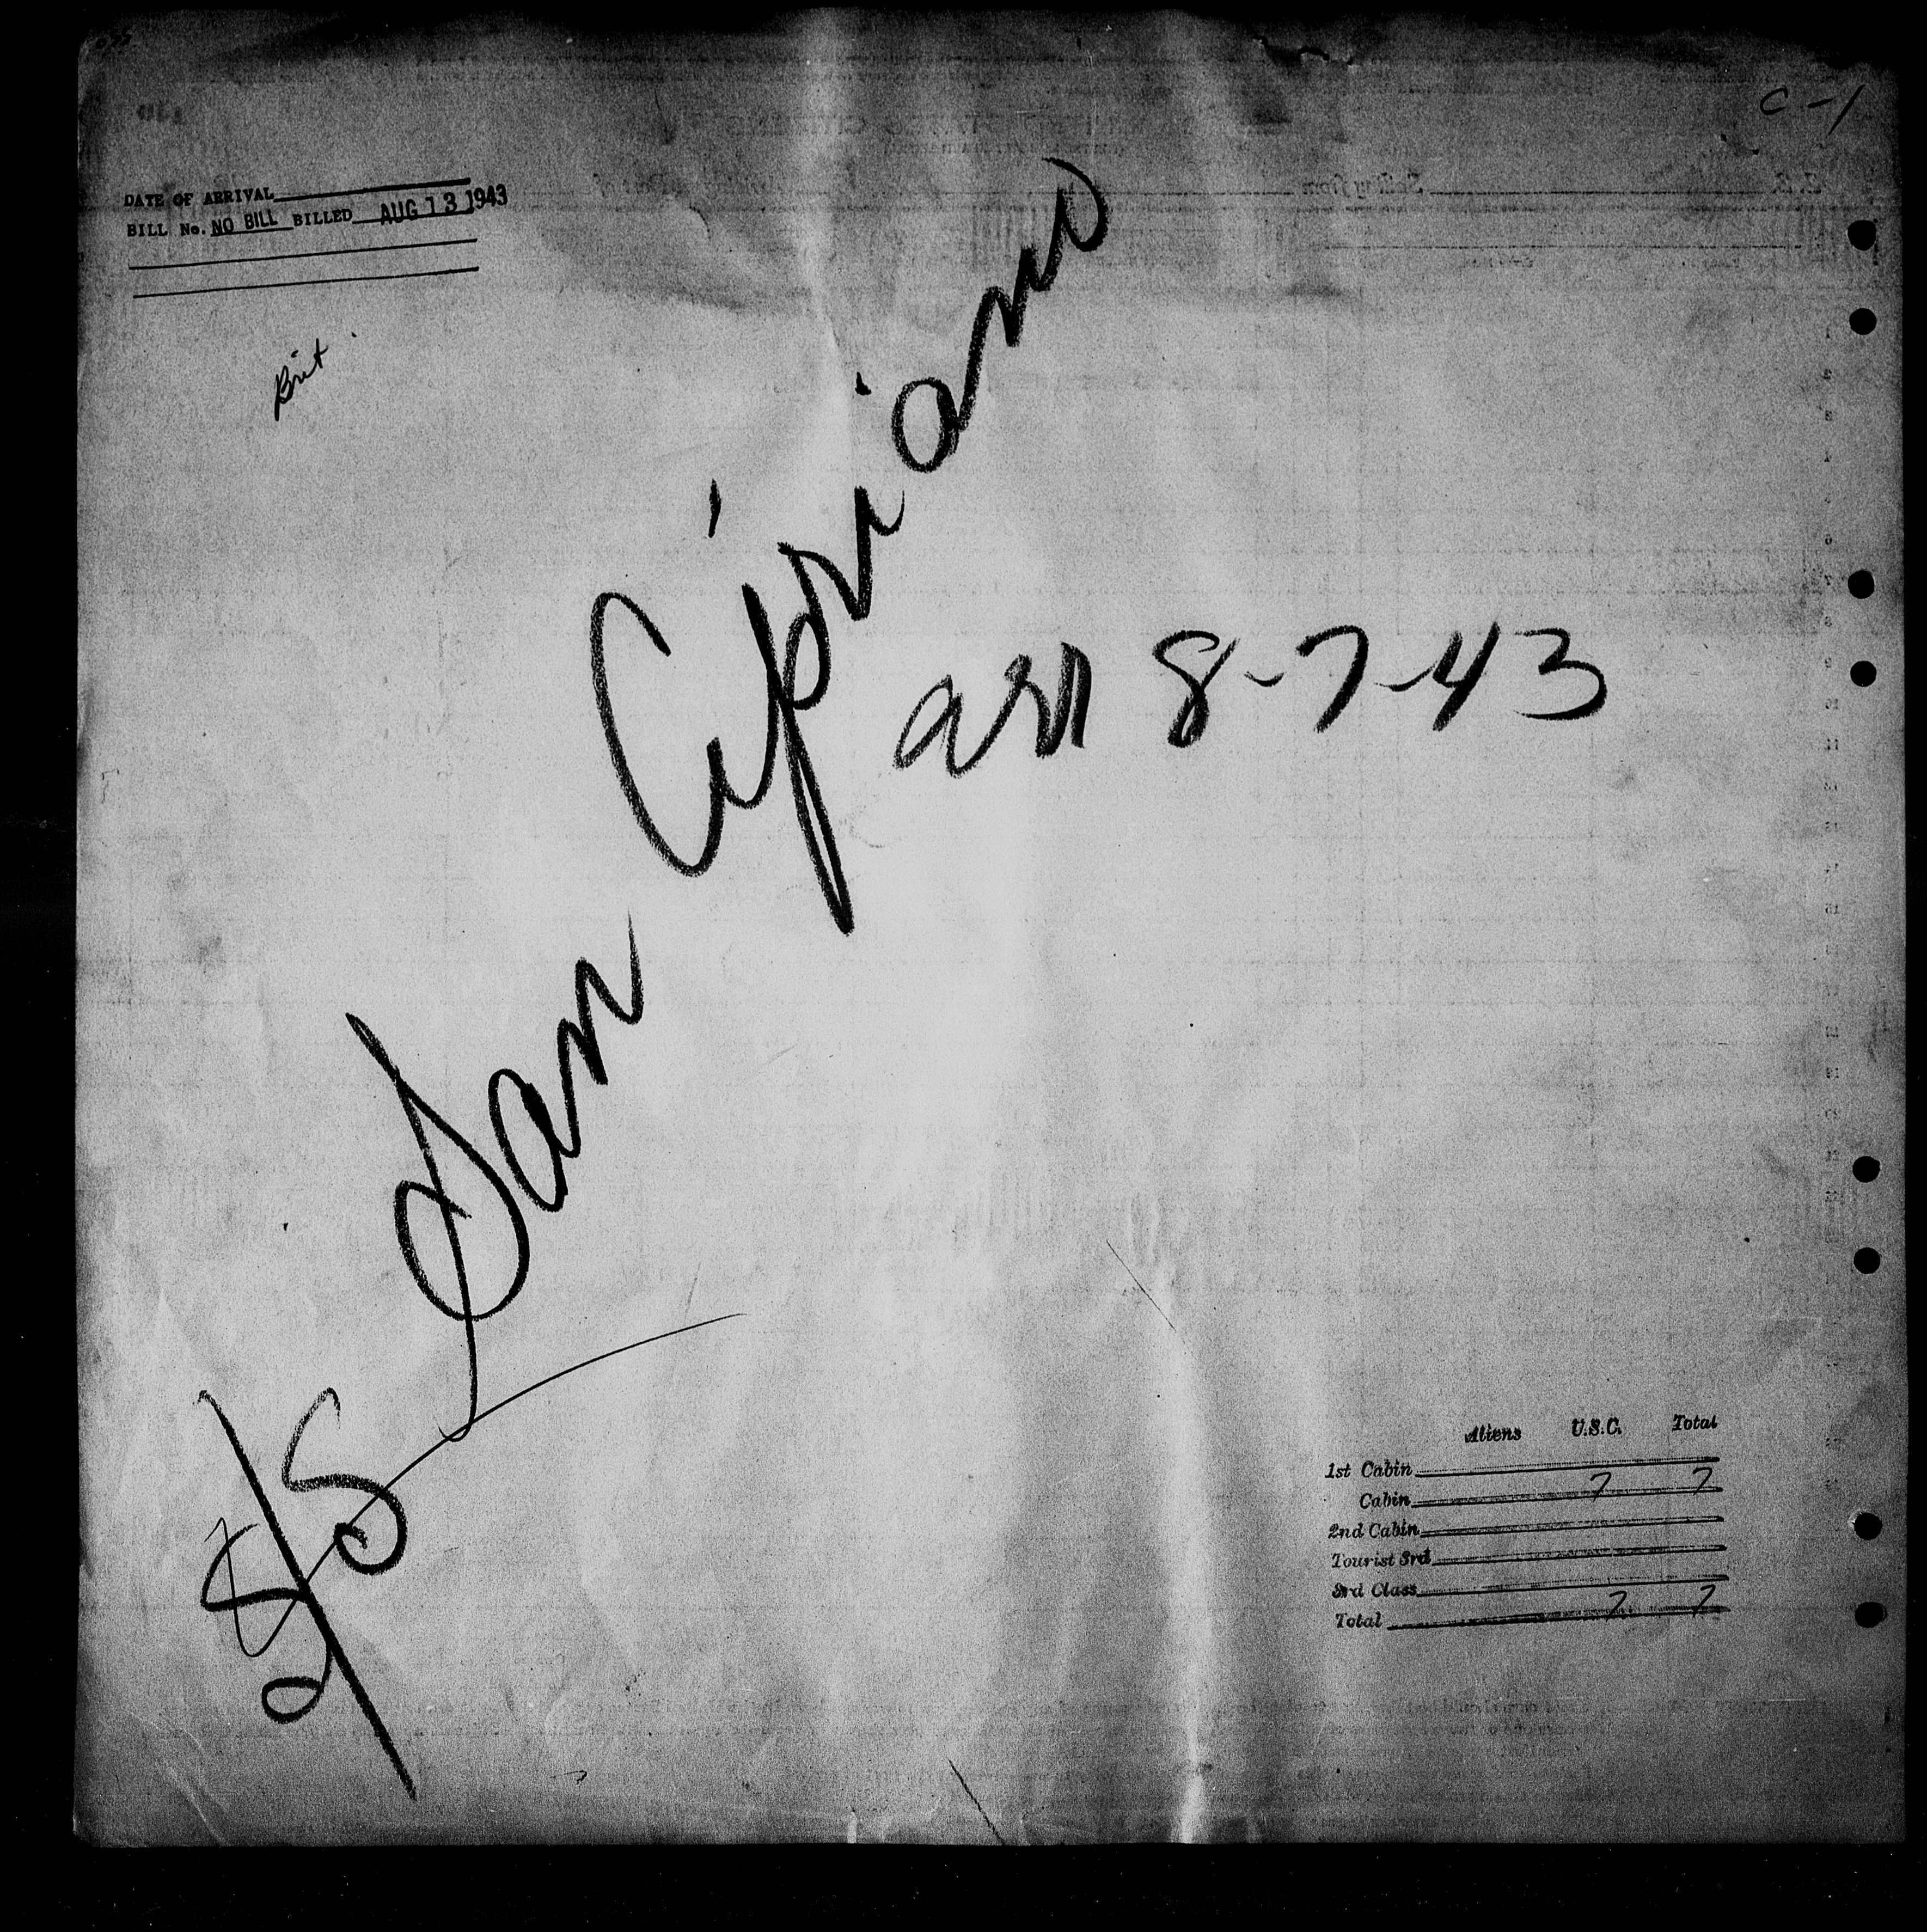 C-1
DATE OF ARRIVAL
BILL No. NO BILL BILLED AUG 13 1943
Brit
S/S San Cipriano
arr 8-7-43
Aliens U.S.C. Total
1st Cabin
Cabin 7 7
2nd Cabin
Tourist 3rd
3rd Class
Total 7 7